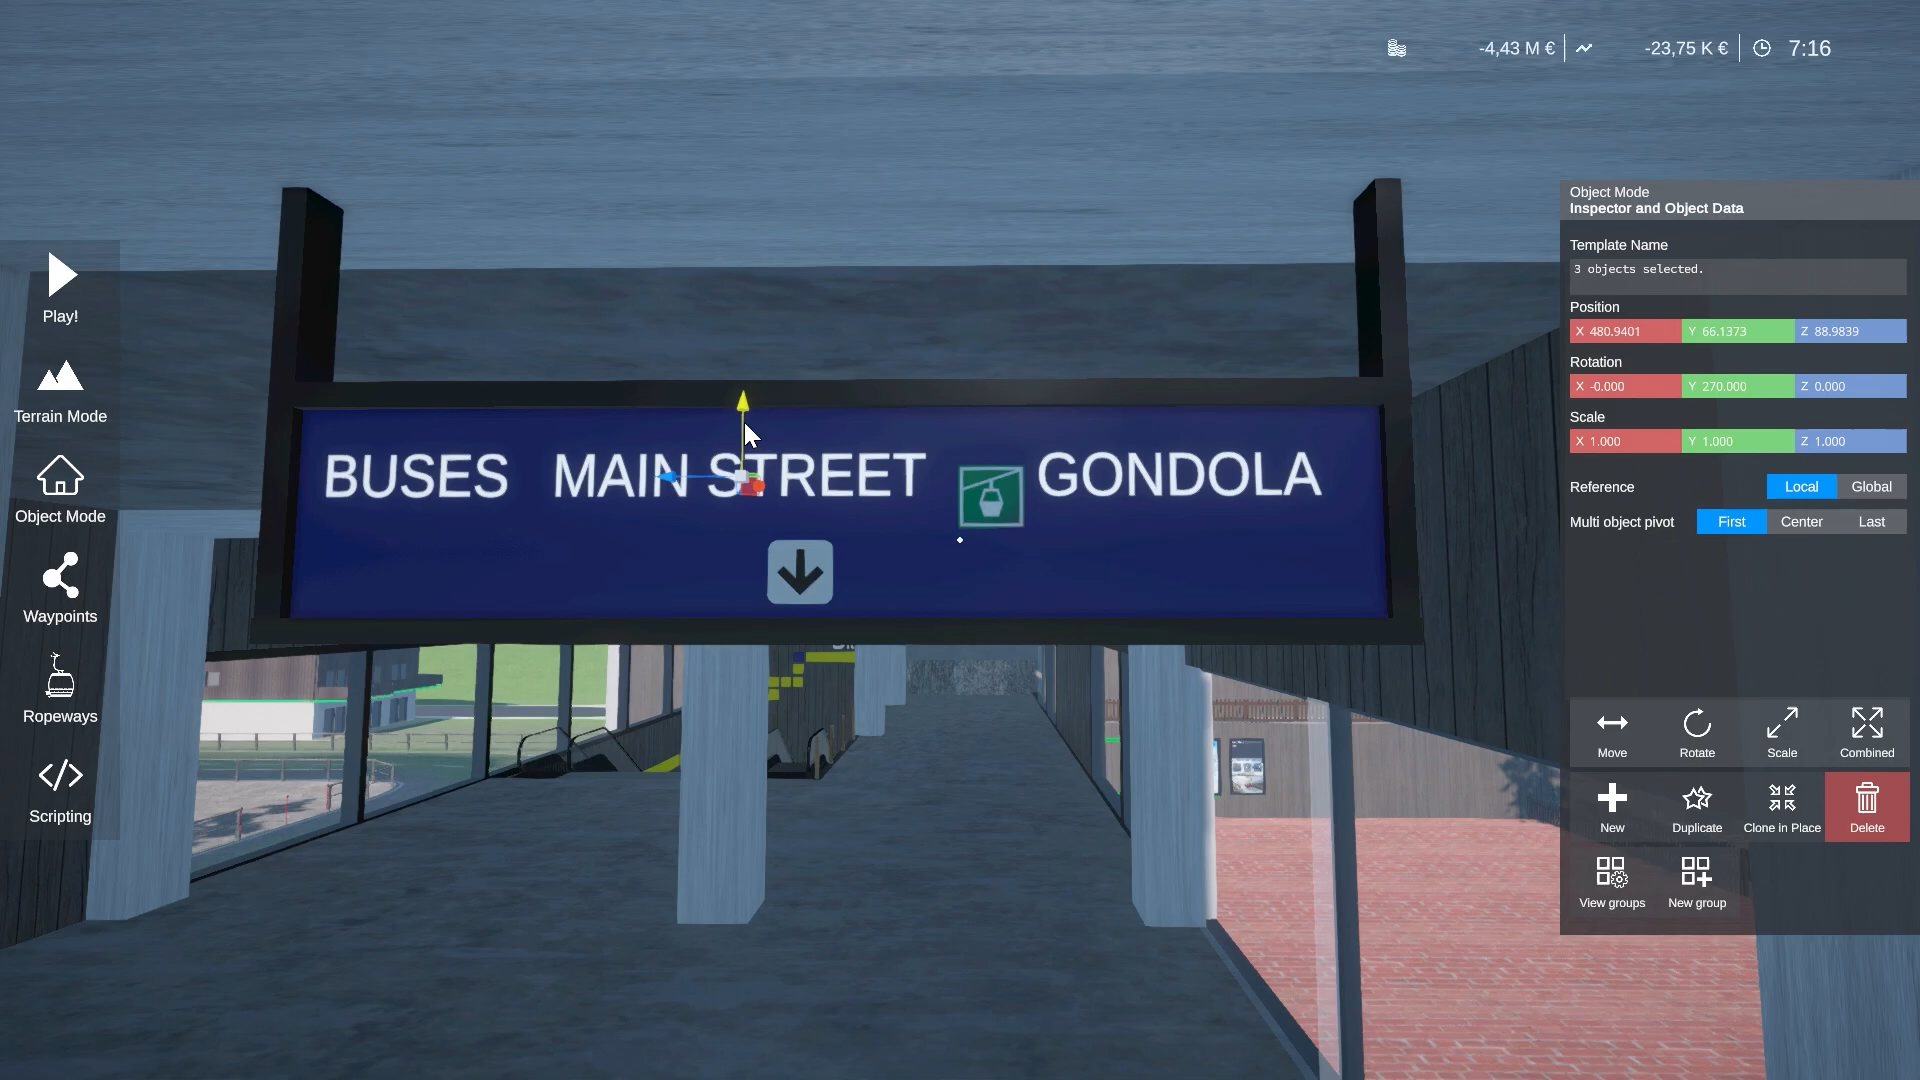 -4,43 M €
-23,75 K €
7:16
Object Mode
Inspector and Object Data
Template Name
3 objects selected.
Position
X 480.9401 Y 66.1373 Z 88.9839
Rotation
X -0.000 Y 270.000 Z 0.000
Scale
X 1.000 Y 1.000 Z 1.000
Reference Local Global
Multi object pivot First Center Last
Move Rotate Scale Combined
New Duplicate Clone in Place Delete
View groups New group
Play!
Terrain Mode
Object Mode
Waypoints
Ropeways
Scripting
BUSES MAIN STREET GONDOLA